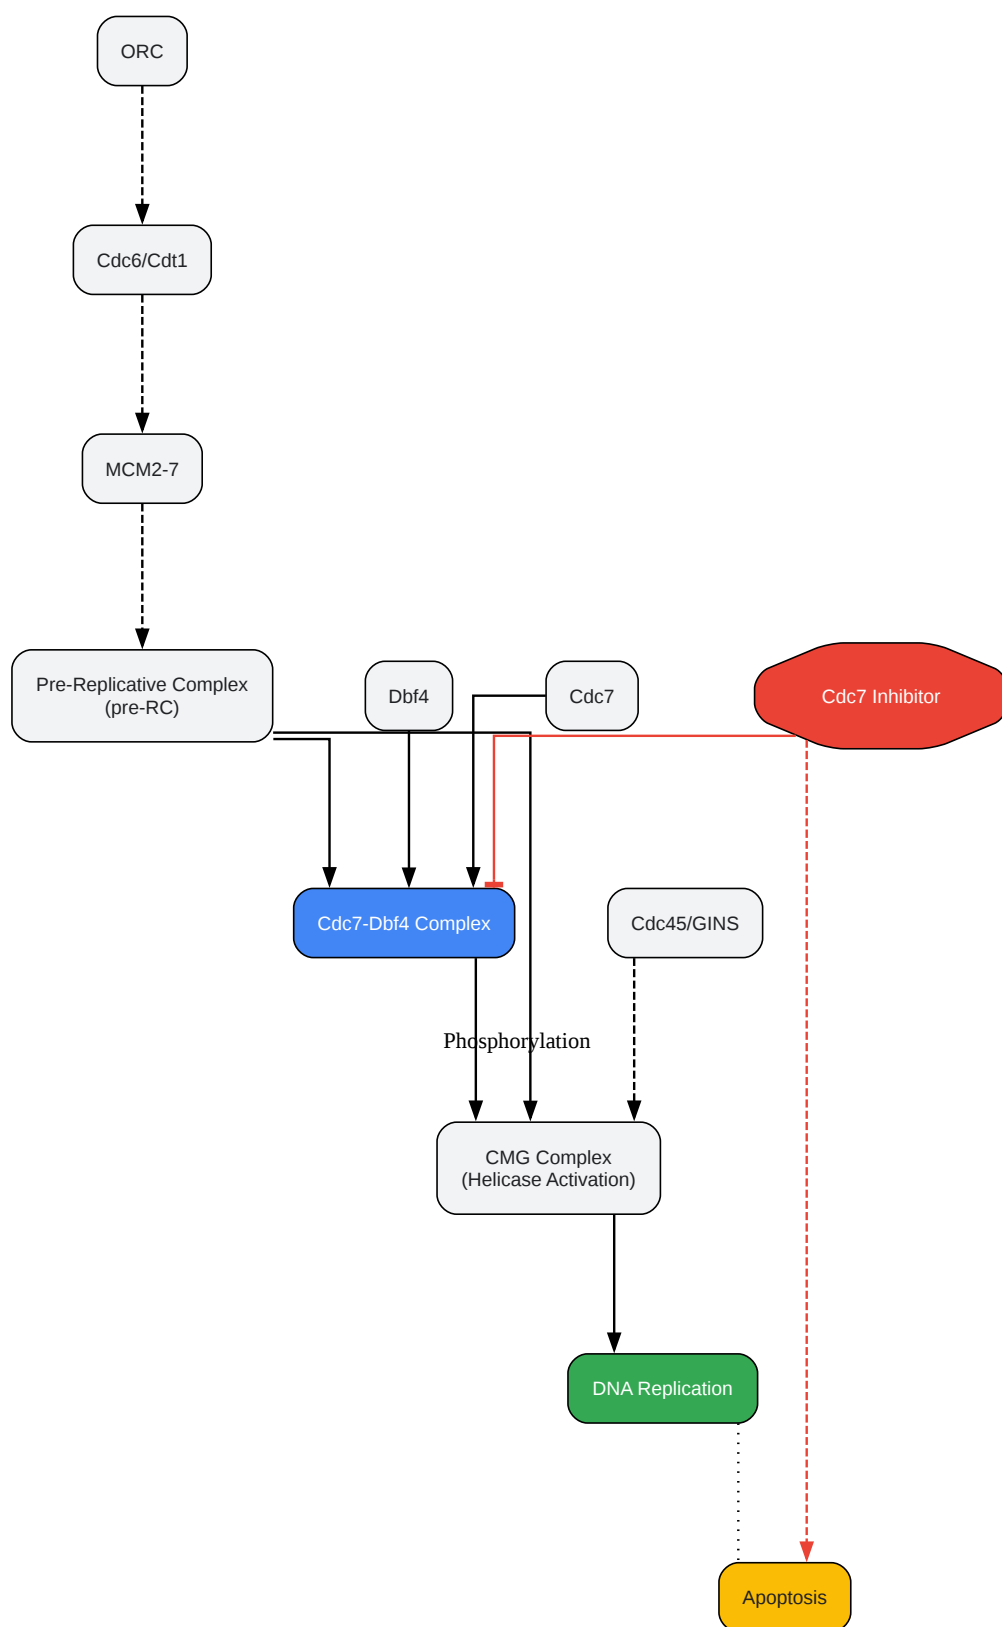 ORC
Cdc6/Cdt1
MCM2-7
Pre-Replicative Complex
(pre-RC)
Dbf4
Cdc7
Cdc7 Inhibitor
Cdc7-Dbf4 Complex
Cdc45/GINS
Phosphorylation
CMG Complex
(Helicase Activation)
DNA Replication
Apoptosis